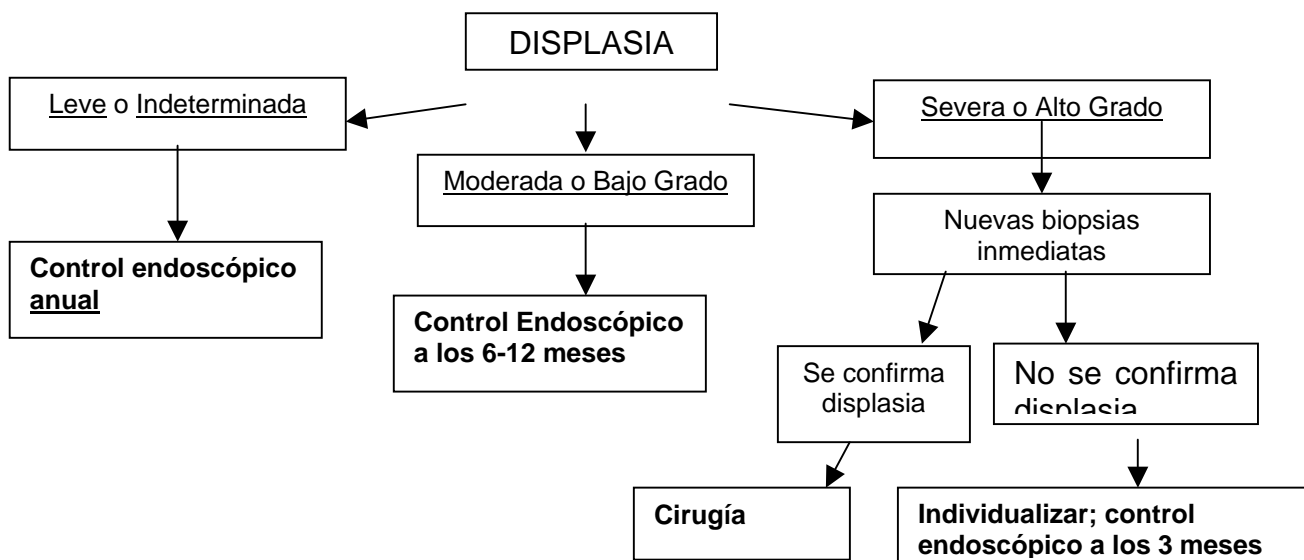 DISPLASIA
Leve o Indeterminada
Severa o Alto Grado
Moderada o Bajo Grado
Nuevas biopsias
inmediatas
Control endoscópico
anual
Control Endoscópico
a los 6-12 meses
Se confirma
displasia
No se confirma
displasia
Cirugía
Individualizar; control
endoscópico a los 3 meses